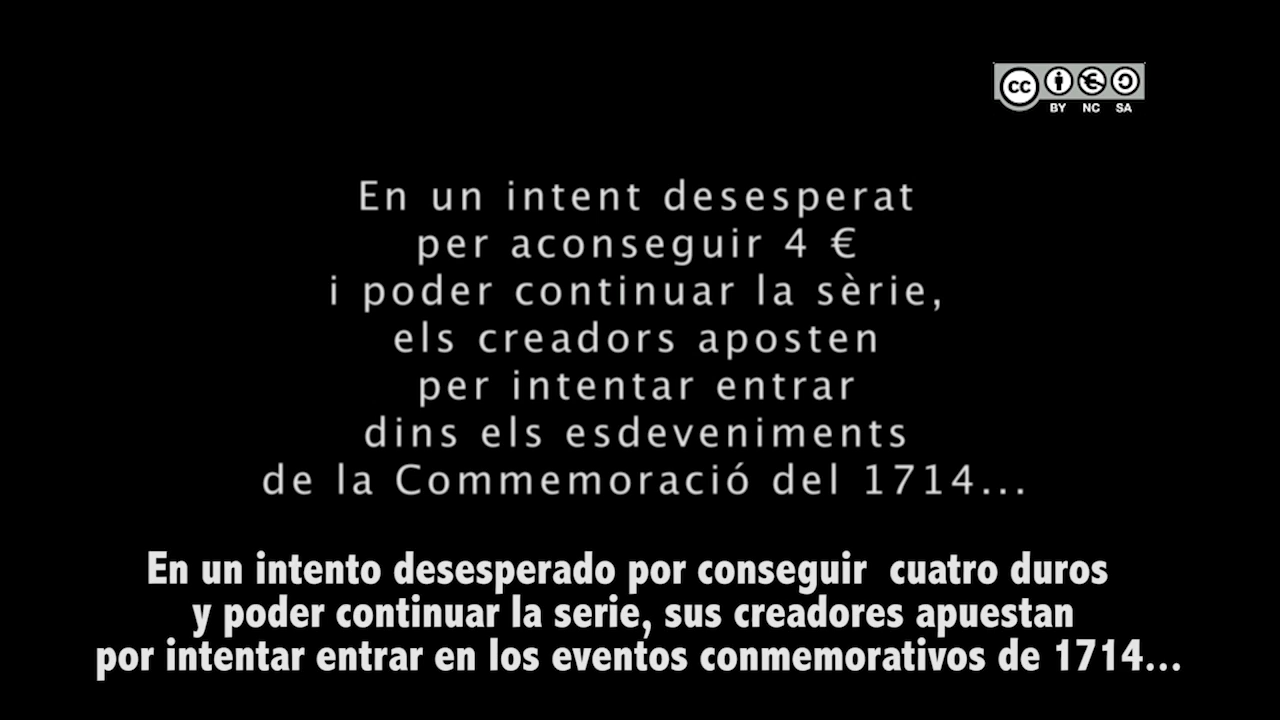 cc
BY NC SA
En un intent desesperat
per aconseguir 4 €
i poder continuar la sèrie,
els creadors aposten
per intentar entrar
dins els esdeveniments
de la Commemoració del 1714...
En un intento desesperado por conseguir cuatro duros
y poder continuar la serie, sus creadores apuestan
por intentar entrar en los eventos conmemorativos de 1714...